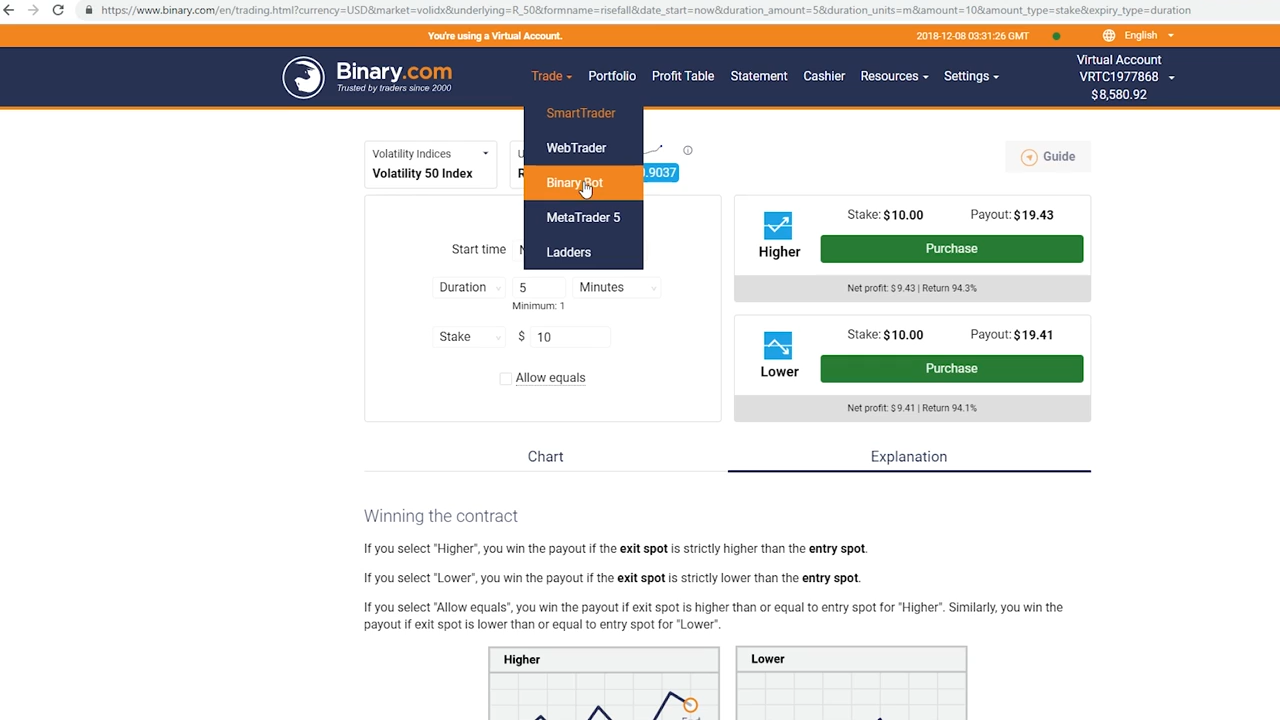 https://www.binary.com/en/trading.html?currency=USD&market=volidx&underlying=R_50&formname=risefall&date_start=now&duration_amount=5&duration_units=m&amount=10&amount_type=stake&expiry_type=duration
You're using a Virtual Account.
2018-12-08 03:31:26 GMT
English
Binary.com
Trusted by traders since 2000
Trade
Portfolio
Profit Table
Statement
Cashier
Resources
Settings
Virtual Account
VRTC1977868
$8,580.92
SmartTrader
WebTrader
Binary Bot
MetaTrader 5
Ladders
Volatility Indices
Volatility 50 Index
.9037
Guide
Start time
Duration
5
Minutes
Minimum: 1
Stake
$
10
Allow equals
Higher
Stake: $10.00
Payout: $19.43
Purchase
Net profit: $9.43 | Return 94.3%
Lower
Stake: $10.00
Payout: $19.41
Purchase
Net profit: $9.41 | Return 94.1%
Chart
Explanation
Winning the contract
If you select "Higher", you win the payout if the exit spot is strictly higher than the entry spot.
If you select "Lower", you win the payout if the exit spot is strictly lower than the entry spot.
If you select "Allow equals", you win the payout if exit spot is higher than or equal to entry spot for "Higher". Similarly, you win the
payout if exit spot is lower than or equal to entry spot for "Lower".
Higher
Lower